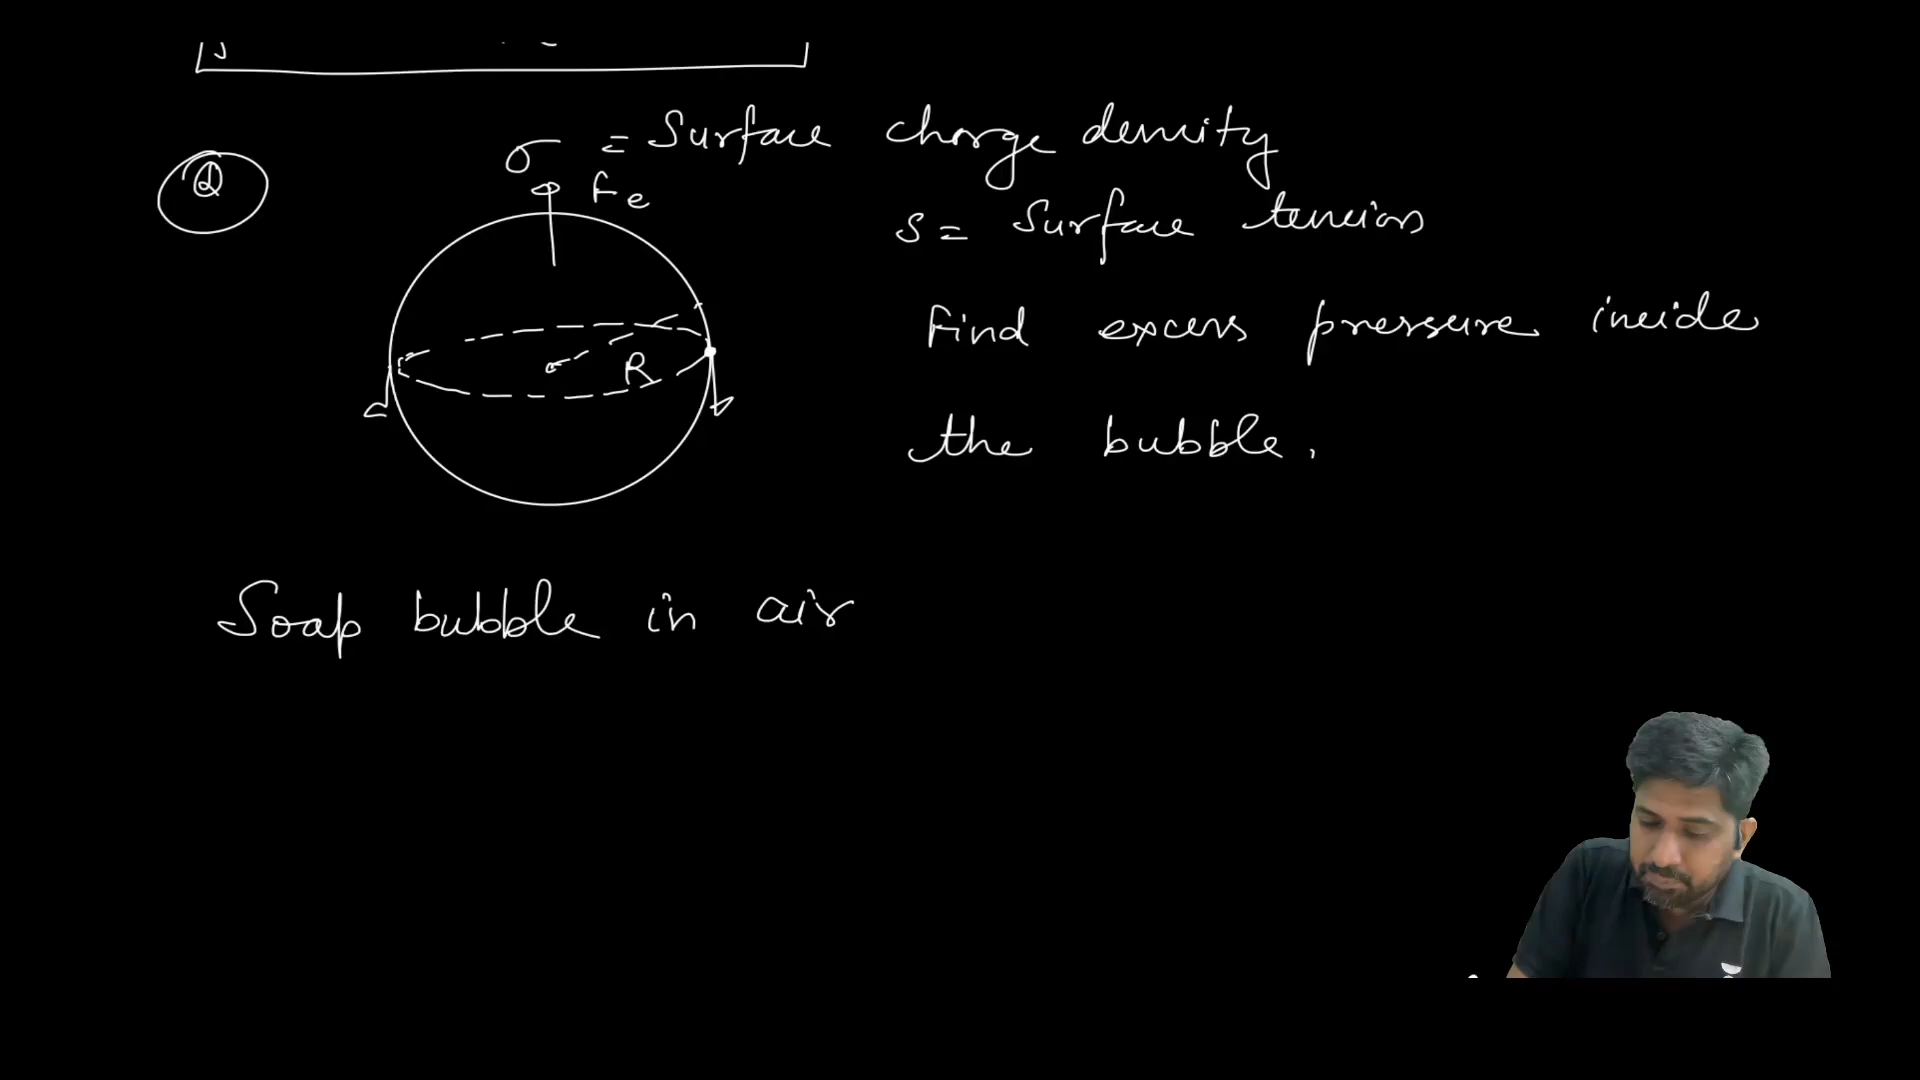 σ = Surface charge density
Q
Fe
S = Surface tension
R
Find excess pressure inside
the bubble.
Soap bubble in air